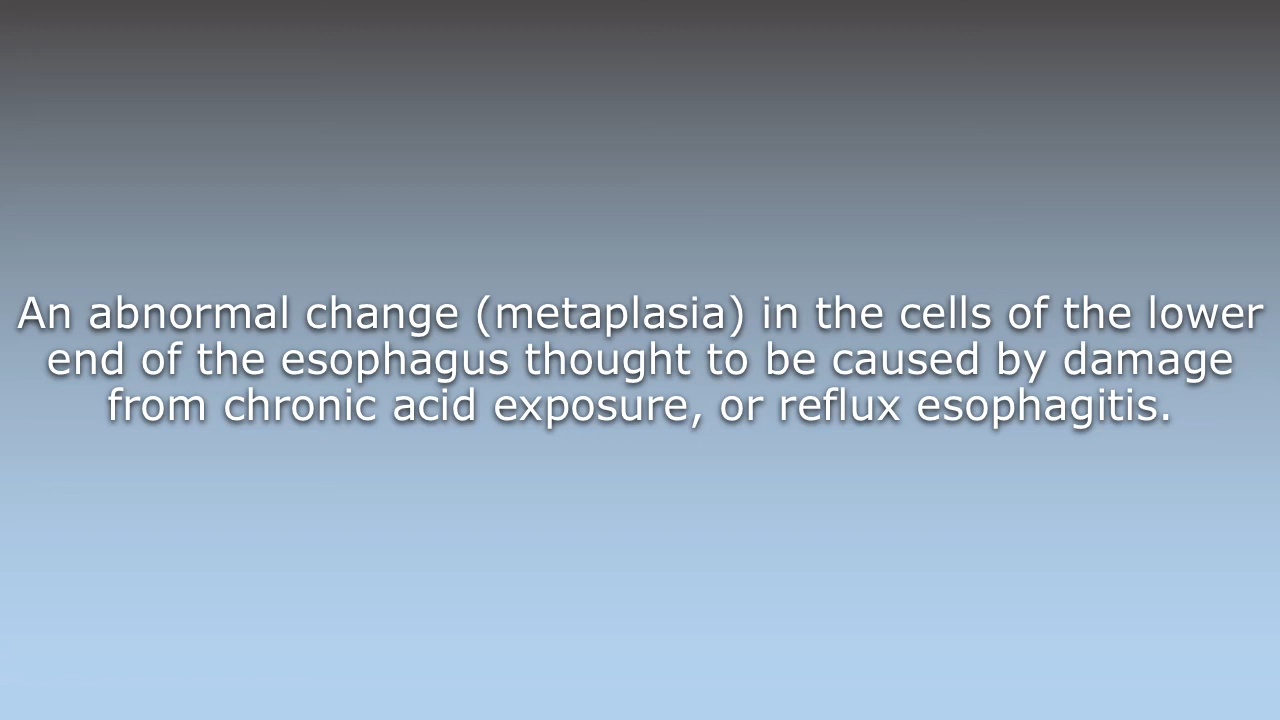 An abnormal change (metaplasia) in the cells of the lower
end of the esophagus thought to be caused by damage
from chronic acid exposure, or reflux esophagitis.